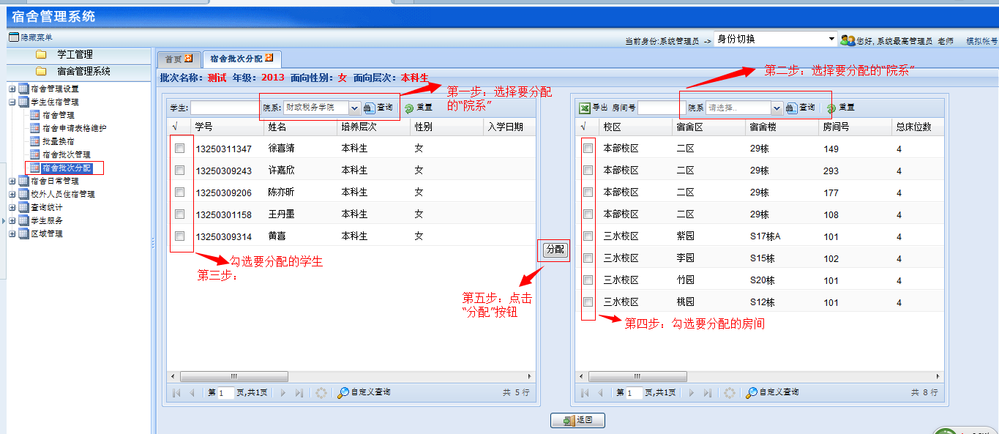 宿舍管理系统
隐藏菜单
当前身份:系统管理员 -> 身份切换 您好, 系统最高管理员 老师 模拟帐号
学工管理
宿舍管理系统
宿舍管理设置
学生住宿管理
宿舍管理
宿舍申请表格维护
批量换宿
宿舍批次管理
宿舍批次分配
宿舍日常管理
校外人员住宿管理
查询统计
学生服务
区域管理
首页 宿舍批次分配
批次名称: 测试 年级: 2013 面向性别: 女 面向层次: 本科生
第一步：选择要分配
的“院系”
第二步：选择要分配的“院系”
学生: 院系: 财政税务学院 查询 重置
√ 学号 姓名 培养层次 性别 入学日期
13250311347 徐喜靖 本科生 女
13250309243 许嘉欣 本科生 女
13250309206 陈亦昕 本科生 女
13250301158 王丹墨 本科生 女
13250309314 黄喜 本科生 女
勾选要分配的学生
第三步：
第 1 页,共1页 自定义查询 共 5 行
分配
第五步：点击
“分配”按钮
导出 房间号 院系 请选择.. 查询 重置
√ 校区 宿舍区 宿舍楼 房间号 总床位数
本部校区 二区 29栋 149 4
本部校区 二区 29栋 293 4
本部校区 二区 29栋 177 4
本部校区 二区 29栋 108 4
三水校区 紫园 S17栋A 101 4
三水校区 李园 S15栋 102 4
三水校区 竹园 S20栋 101 4
三水校区 桃园 S12栋 101 4
第四步：勾选要分配的房间
第 1 页,共1页 自定义查询 共 8 行
返回